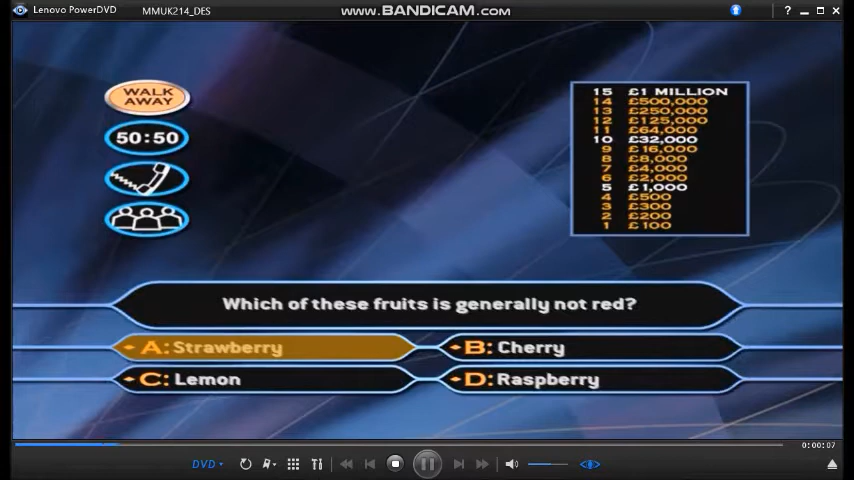 Lenovo PowerDVD
MMUK214_DES
www.BANDICAM.com
?
WALK
AWAY
50:50
15 £1 MILLION
14 £500,000
13 £250,000
12 £125,000
11 £64,000
10 £32,000
9 £16,000
8 £8,000
7 £4,000
6 £2,000
5 £1,000
4 £500
3 £300
2 £200
1 £100
Which of these fruits is generally not red?
A: Strawberry
B: Cherry
C: Lemon
D: Raspberry
0:00:07
DVD